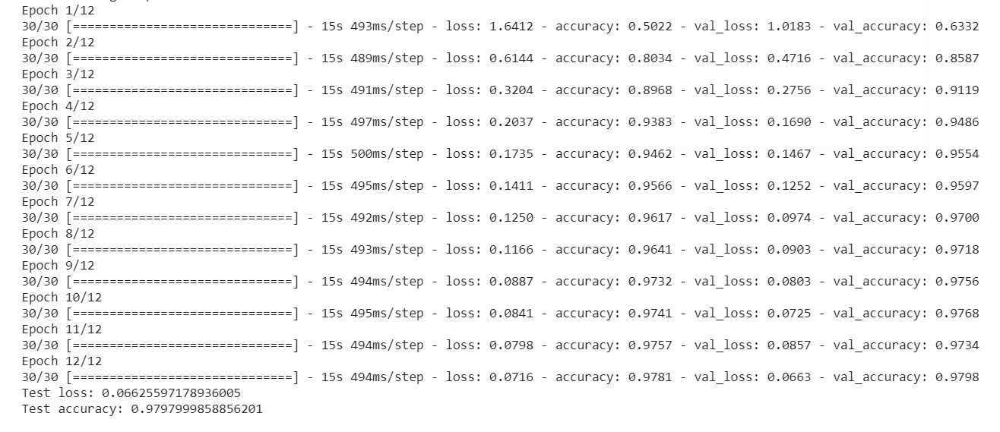 Epoch 1/12
30/30 [==============================] - 15s 493ms/step - loss: 1.6412 - accuracy: 0.5022 - val_loss: 1.0183 - val_accuracy: 0.6332
Epoch 2/12
30/30 [==============================] - 15s 489ms/step - loss: 0.6144 - accuracy: 0.8034 - val_loss: 0.4716 - val_accuracy: 0.8587
Epoch 3/12
30/30 [==============================] - 15s 491ms/step - loss: 0.3204 - accuracy: 0.8968 - val_loss: 0.2756 - val_accuracy: 0.9119
Epoch 4/12
30/30 [==============================] - 15s 497ms/step - loss: 0.2037 - accuracy: 0.9383 - val_loss: 0.1690 - val_accuracy: 0.9486
Epoch 5/12
30/30 [==============================] - 15s 500ms/step - loss: 0.1735 - accuracy: 0.9462 - val_loss: 0.1467 - val_accuracy: 0.9554
Epoch 6/12
30/30 [==============================] - 15s 495ms/step - loss: 0.1411 - accuracy: 0.9566 - val_loss: 0.1252 - val_accuracy: 0.9597
Epoch 7/12
30/30 [==============================] - 15s 492ms/step - loss: 0.1250 - accuracy: 0.9617 - val_loss: 0.0974 - val_accuracy: 0.9700
Epoch 8/12
30/30 [==============================] - 15s 493ms/step - loss: 0.1166 - accuracy: 0.9641 - val_loss: 0.0903 - val_accuracy: 0.9718
Epoch 9/12
30/30 [==============================] - 15s 494ms/step - loss: 0.0887 - accuracy: 0.9732 - val_loss: 0.0803 - val_accuracy: 0.9756
Epoch 10/12
30/30 [==============================] - 15s 495ms/step - loss: 0.0841 - accuracy: 0.9741 - val_loss: 0.0725 - val_accuracy: 0.9768
Epoch 11/12
30/30 [==============================] - 15s 494ms/step - loss: 0.0798 - accuracy: 0.9757 - val_loss: 0.0857 - val_accuracy: 0.9734
Epoch 12/12
30/30 [==============================] - 15s 494ms/step - loss: 0.0716 - accuracy: 0.9781 - val_loss: 0.0663 - val_accuracy: 0.9798
Test loss: 0.06625597178936005
Test accuracy: 0.9797999858856201